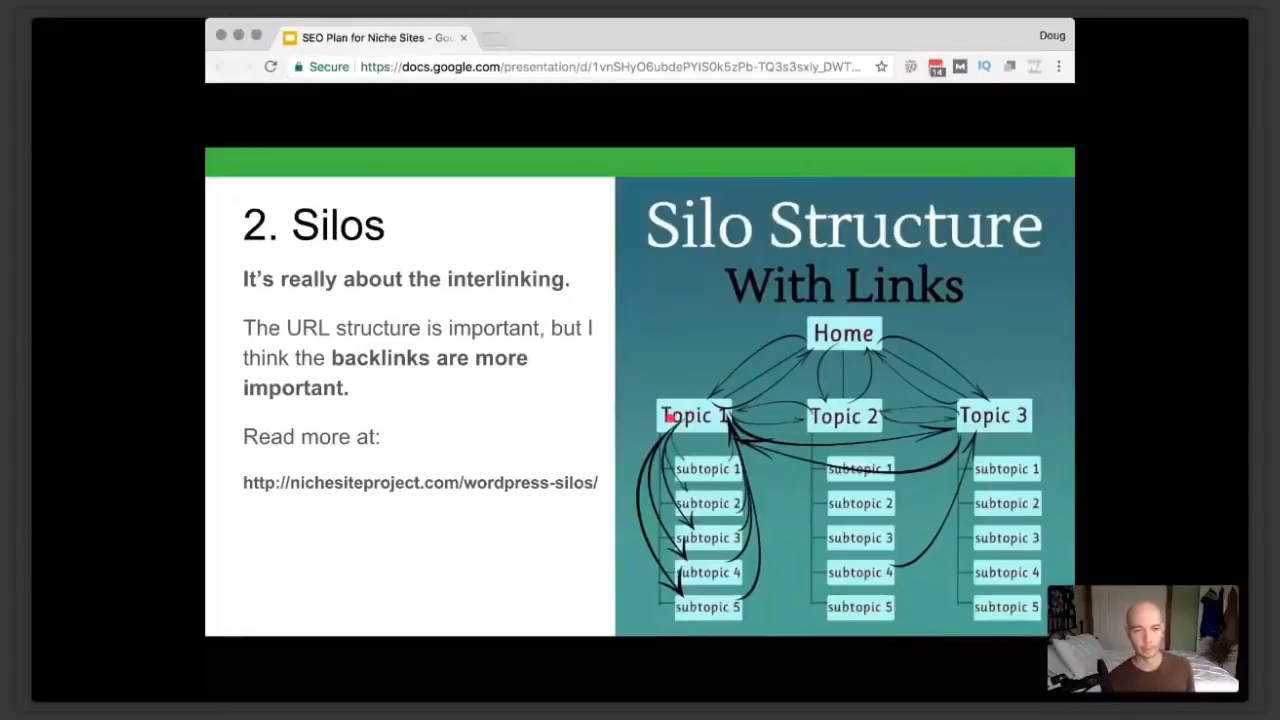 SEO Plan for Niche Sites - Goo
Doug
Secure
https://docs.google.com/presentation/d/1vnSHyO6ubdePYIS0k5zPb-TQ3s3sxly_DWT...
14
M
IQ
2. Silos
It's really about the interlinking.
The URL structure is important, but I
think the backlinks are more
important.
Read more at:
http://nichesiteproject.com/wordpress-silos/
Silo Structure
With Links
Home
Topic 1
Topic 2
Topic 3
subtopic 1
subtopic 2
subtopic 3
subtopic 4
subtopic 5
subtopic 1
subtopic 2
subtopic 3
subtopic 4
subtopic 5
subtopic 1
subtopic 2
subtopic 3
subtopic 4
subtopic 5